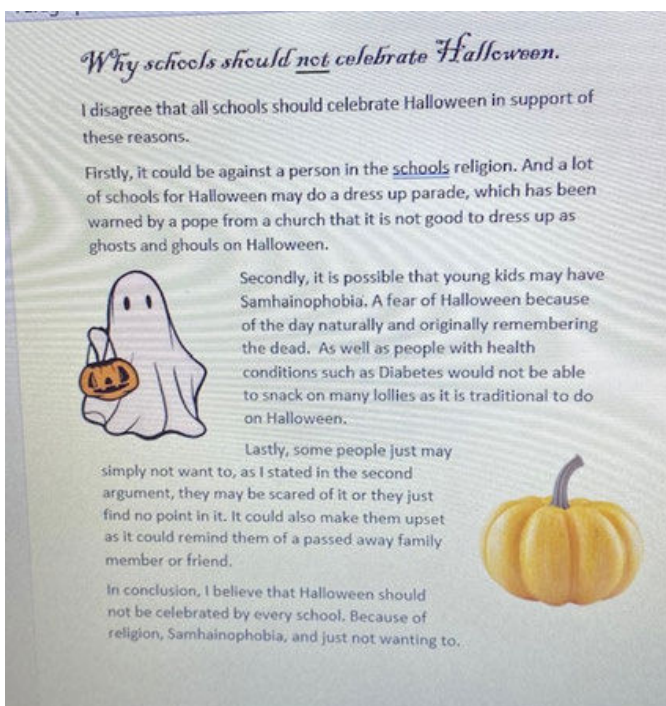 Why schools should not celebrate Halloween.
I disagree that all schools should celebrate Halloween in support of
these reasons.
Firstly, it could be against a person in the schools religion. And a lot
of schools for Halloween may do a dress up parade, which has been
warned by a pope from a church that it is not good to dress up as
ghosts and ghouls on Halloween.
Secondly, it is possible that young kids may have
Samhainophobia. A fear of Halloween because
of the day naturally and originally remembering
the dead. As well as people with health
conditions such as Diabetes would not be able
to snack on many lollies as it is traditional to do
on Halloween.
Lastly, some people just may
simply not want to, as I stated in the second
argument, they may be scared of it or they just
find no point in it. It could also make them upset
as it could remind them of a passed away family
member or friend.
In conclusion, I believe that Halloween should
not be celebrated by every school. Because of
religion, Samhainophobia, and just not wanting to.